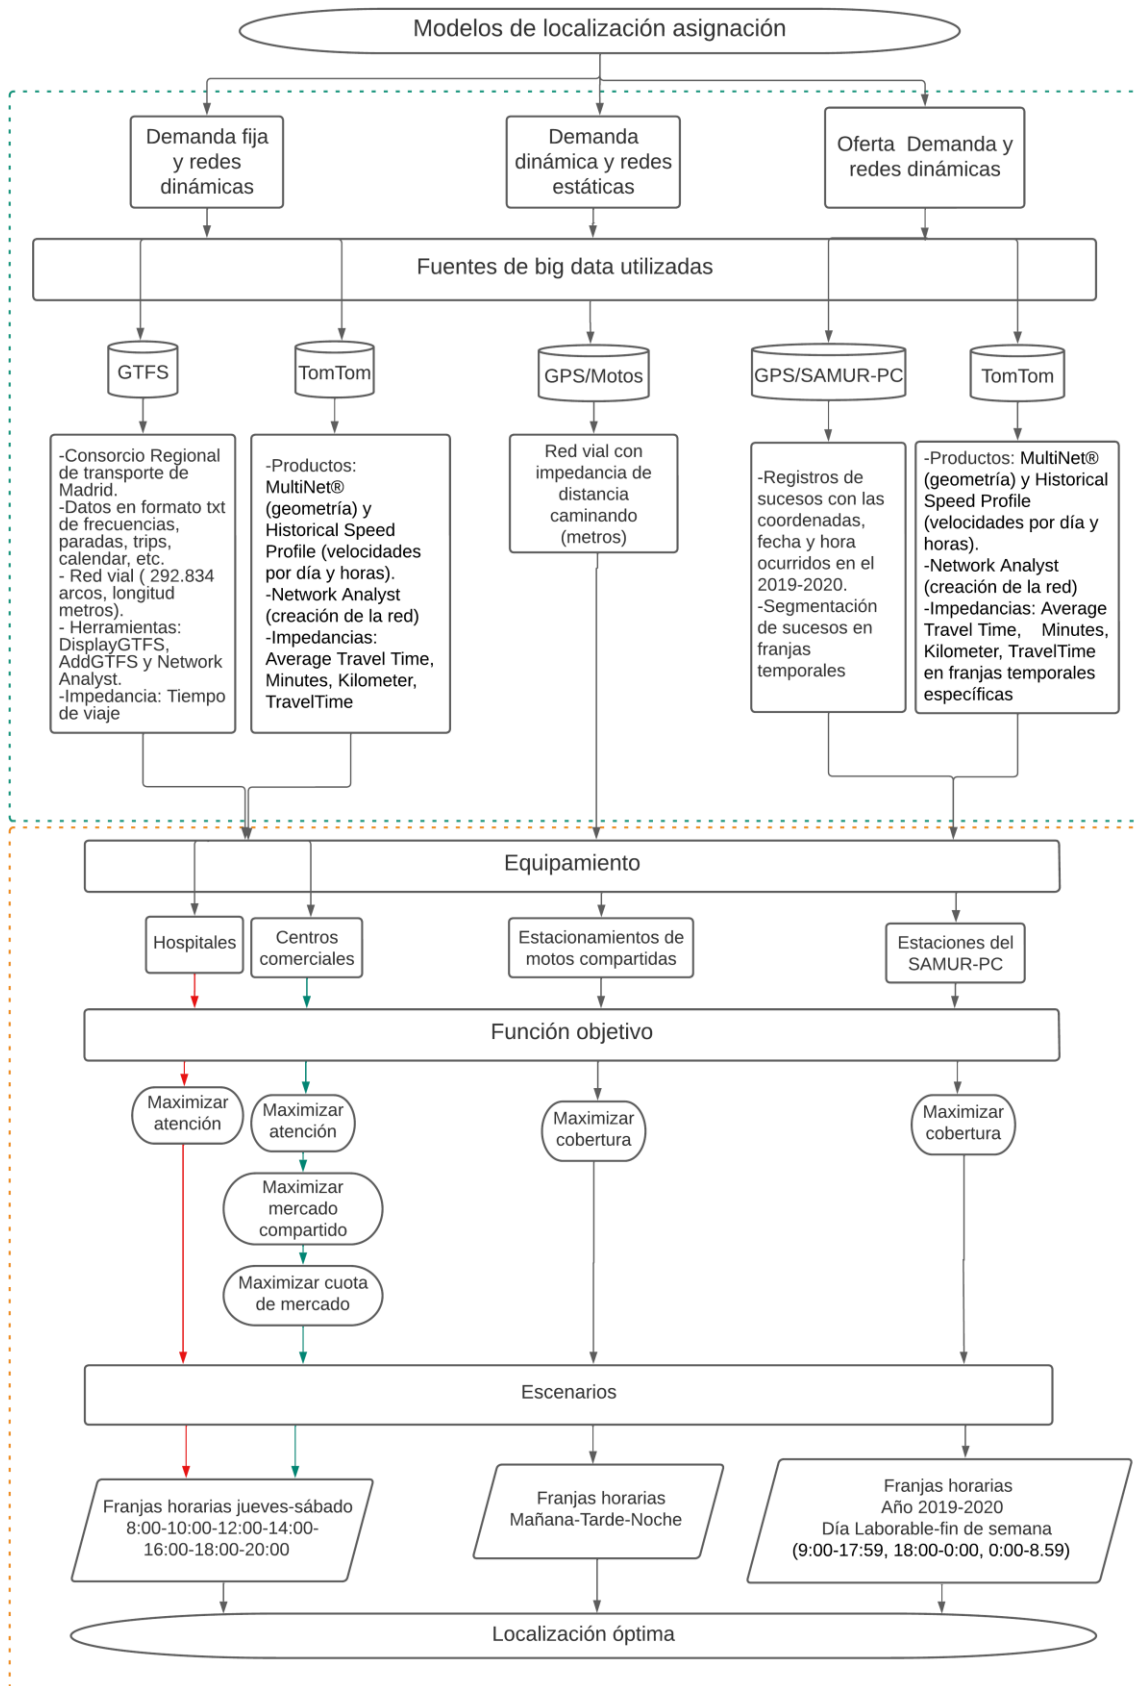 Modelos de localización asignación
Demanda fija
y redes
dinámicas
Demanda
dinámica y redes
estáticas
Oferta  Demanda y
redes dinámicas
Fuentes de big data utilizadas
GTFS
TomTom
GPS/Motos
GPS/SAMUR-PC
TomTom
-Consorcio Regional
de transporte de
Madrid.
-Datos en formato txt
de frecuencias,
paradas, trips,
calendar, etc.
- Red vial ( 292.834
arcos, longitud
metros).
- Herramientas:
DisplayGTFS,
AddGTFS y Network
Analyst.
-Impedancia: Tiempo
de viaje
-Productos:
MultiNet®
(geometría) y
Historical Speed
Profile (velocidades
por día y horas).
-Network Analyst
(creación de la red)
-Impedancias:
Average Travel Time,
Minutes, Kilometer,
TravelTime
Red vial con
impedancia de
distancia
caminando
(metros)
-Registros de
sucesos con las
coordenadas,
fecha y hora
ocurridos en el
2019-2020.
-Segmentación
de sucesos en
franjas
temporales
-Productos: MultiNet®
(geometría) y Historical
Speed Profile
(velocidades por día y
horas).
-Network Analyst
(creación de la red)
-Impedancias: Average
Travel Time, Minutes,
Kilometer, TravelTime
en franjas temporales
específicas
Equipamiento
Hospitales
Centros
comerciales
Estacionamientos de
motos compartidas
Estaciones del
SAMUR-PC
Función objetivo
Maximizar
atención
Maximizar
atención
Maximizar
mercado
compartido
Maximizar cuota
de mercado
Maximizar
cobertura
Maximizar
cobertura
Escenarios
Franjas horarias jueves-sábado
8:00-10:00-12:00-14:00-
16:00-18:00-20:00
Franjas horarias
Mañana-Tarde-Noche
Franjas horarias
Año 2019-2020
Día Laborable-fin de semana
(9:00-17:59, 18:00-0:00, 0:00-8.59)
Localización óptima